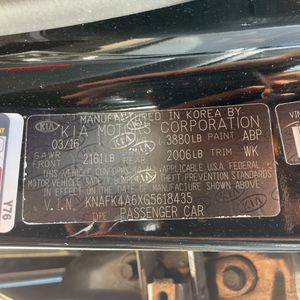 MANUFACTURED IN KOREA BY
KIA MOTORS CORPORATION
03/16 3880LB PAINT ABP
GAWR
FRONT 2161LB REAR 2006LB TRIM WK
THIS VEHICLE CONFORMS TO ALL APPLICABLE U.S. FEDERAL
MOTOR VEHICLE SAFETY AND THEFT PREVENTION STANDARDS
IN EFFECT ON THE DATE OF MANUFACTURE SHOWN ABOVE.
V.I.N KNAFK4A6XG5618435
TYPE PASSENGER CAR
Y76